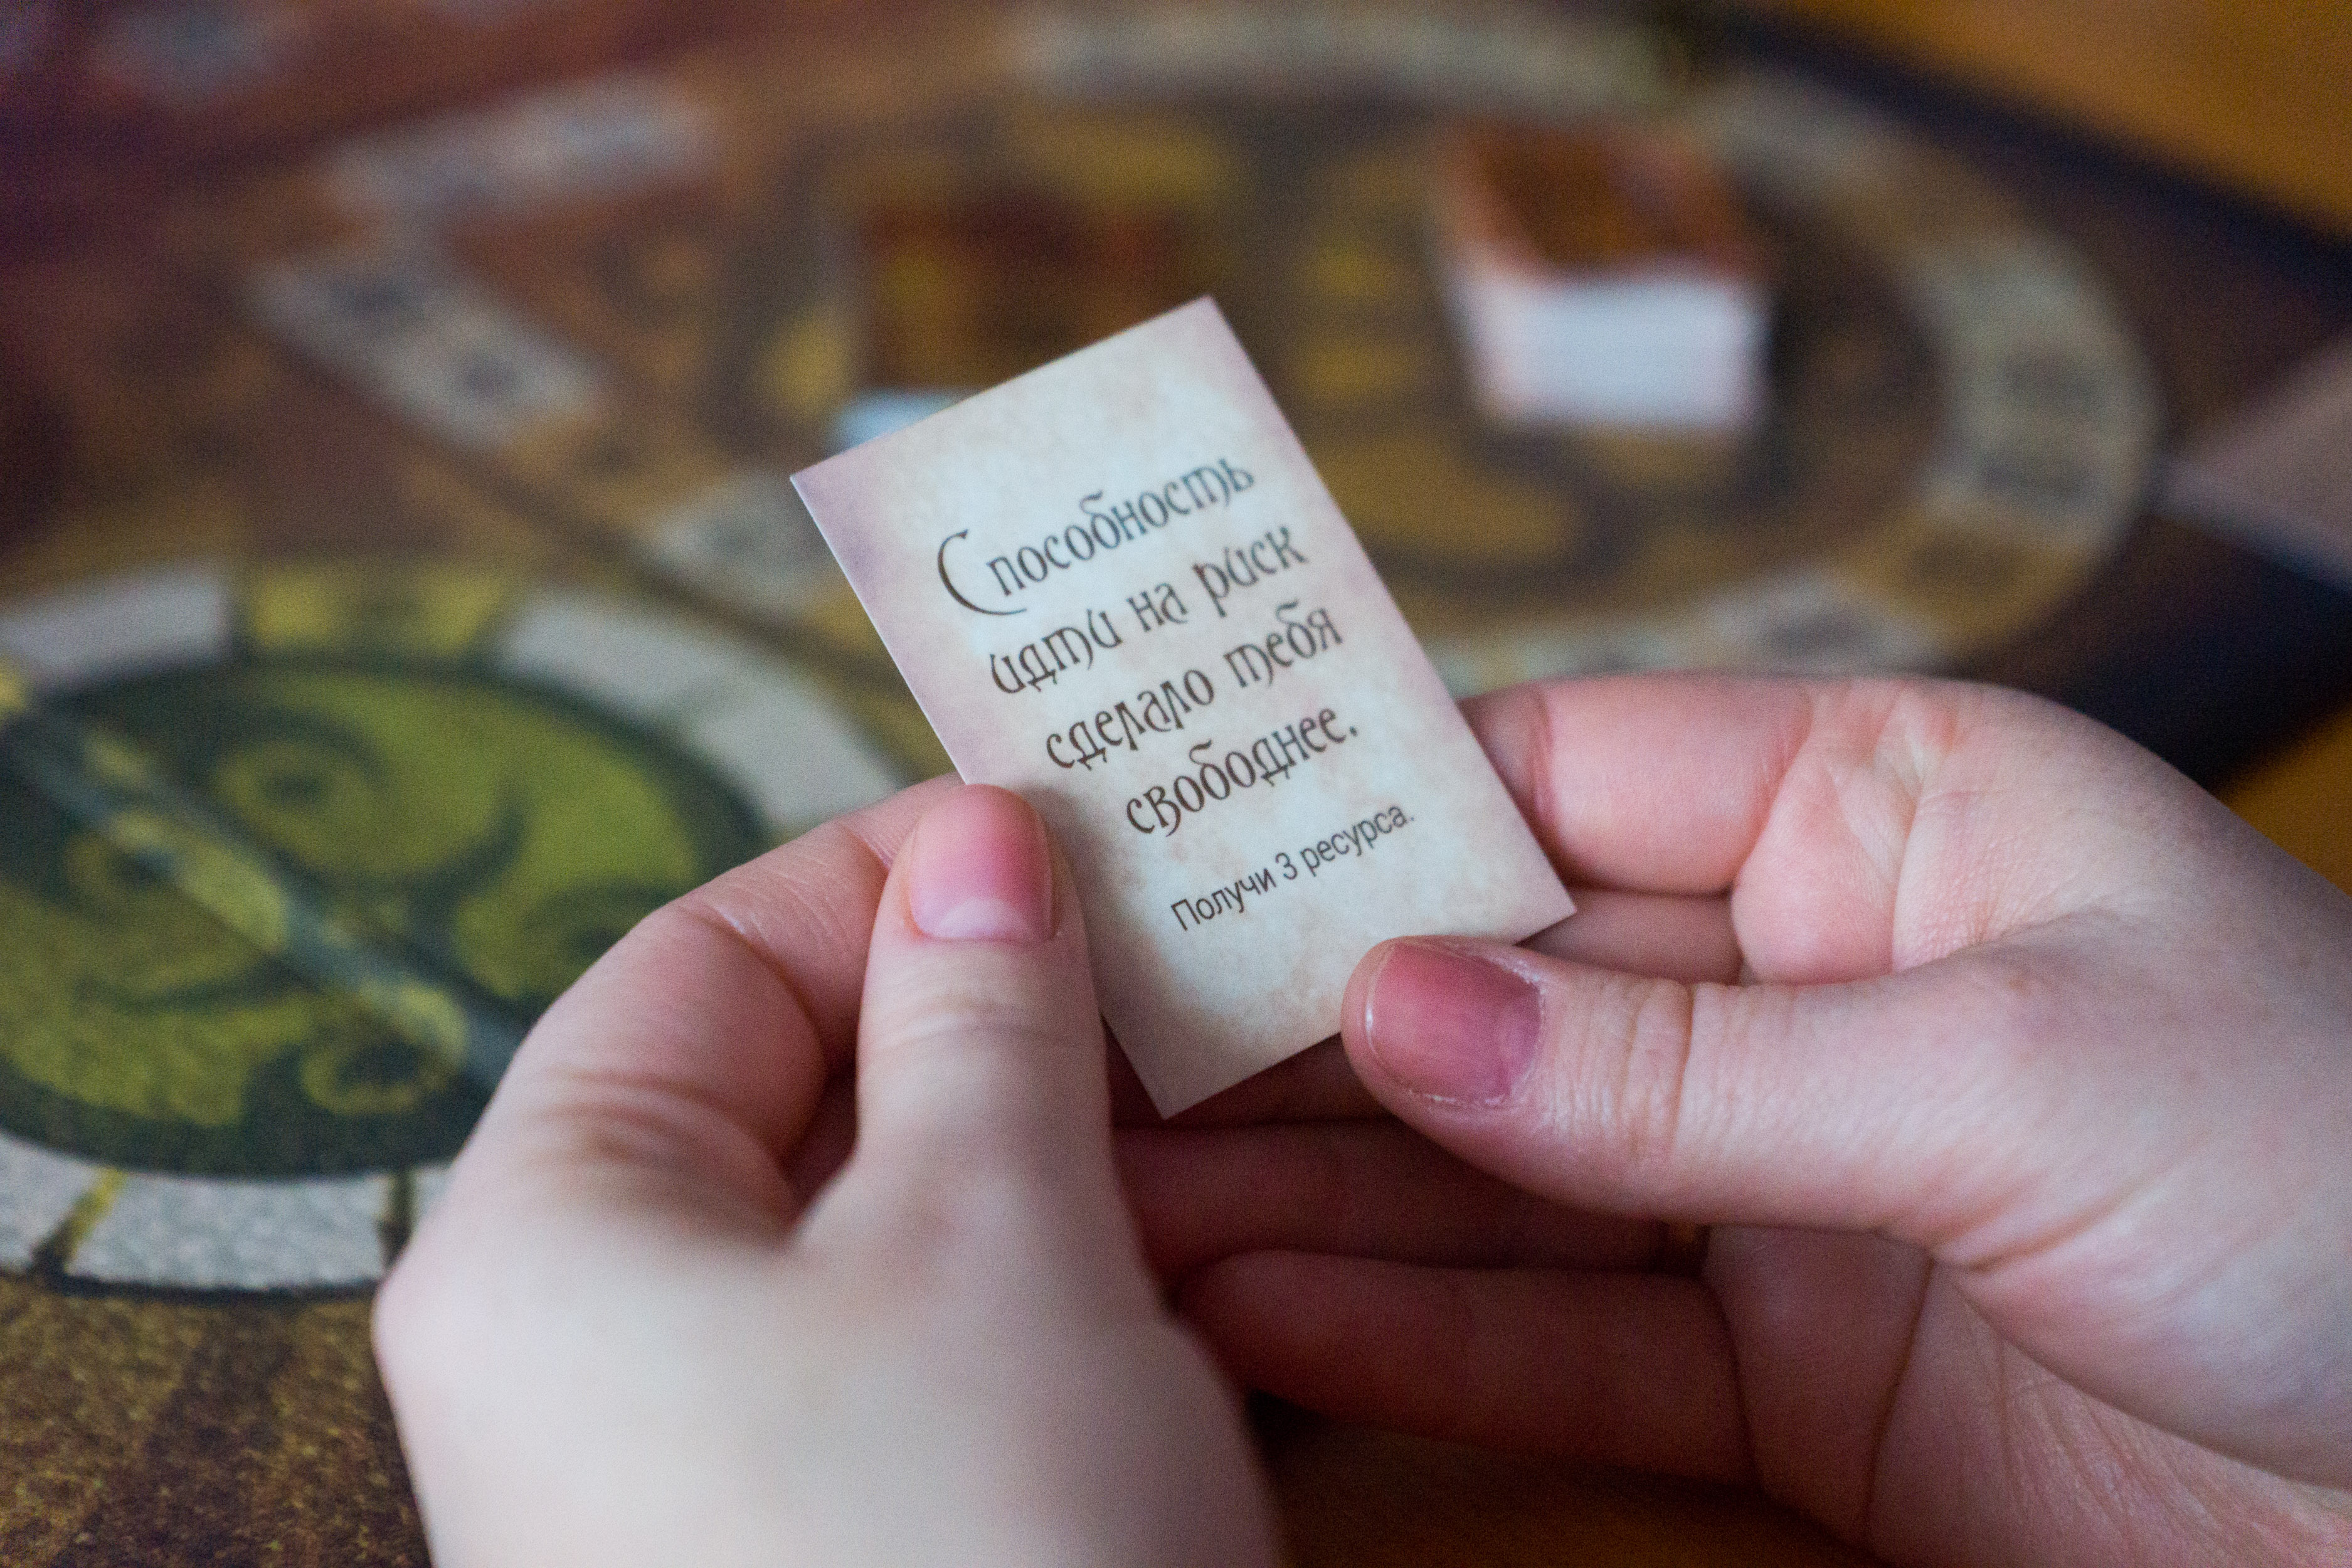 Способность
идти на риск
сделало тебя
свободнее.
Получи 3 ресурса.